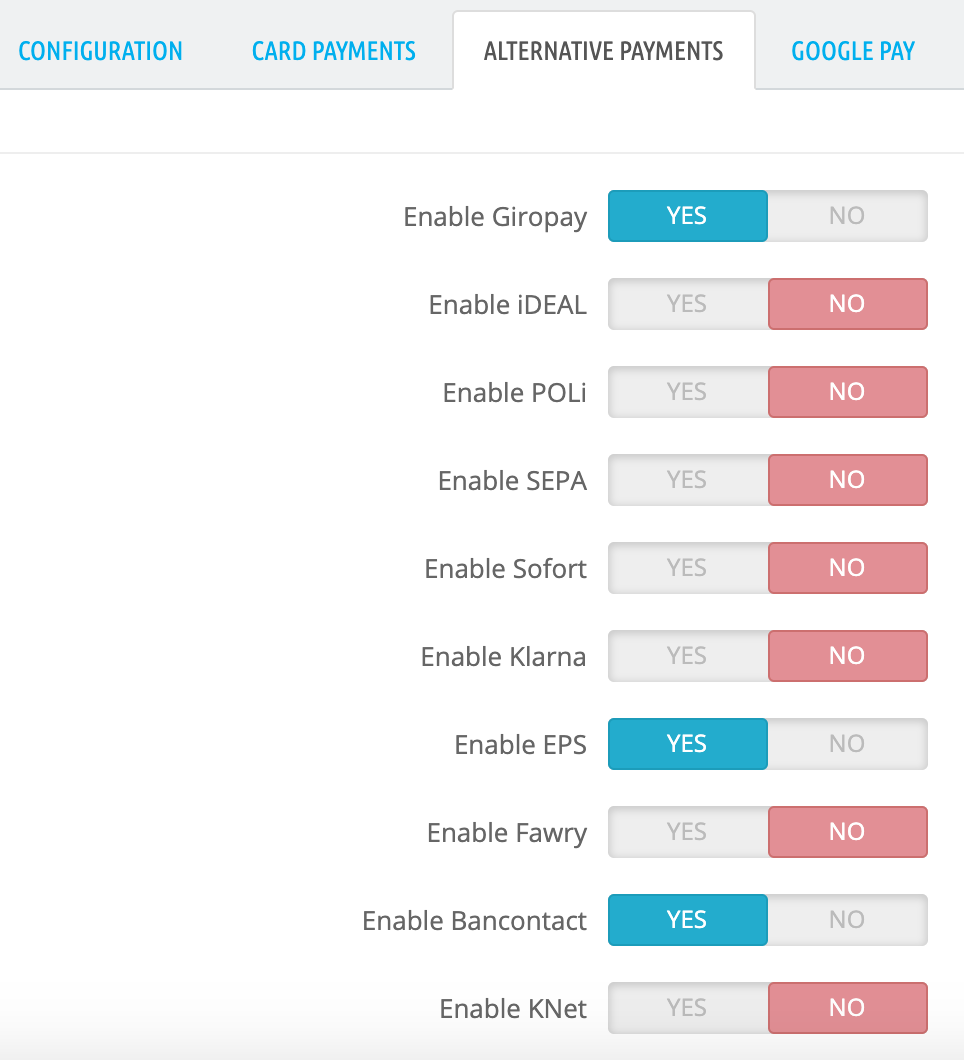 CONFIGURATION CARD PAYMENTS ALTERNATIVE PAYMENTS GOOGLE PAY
Enable Giropay YES NO
Enable iDEAL YES NO
Enable POLi YES NO
Enable SEPA YES NO
Enable Sofort YES NO
Enable Klarna YES NO
Enable EPS YES NO
Enable Fawry YES NO
Enable Bancontact YES NO
Enable KNet YES NO